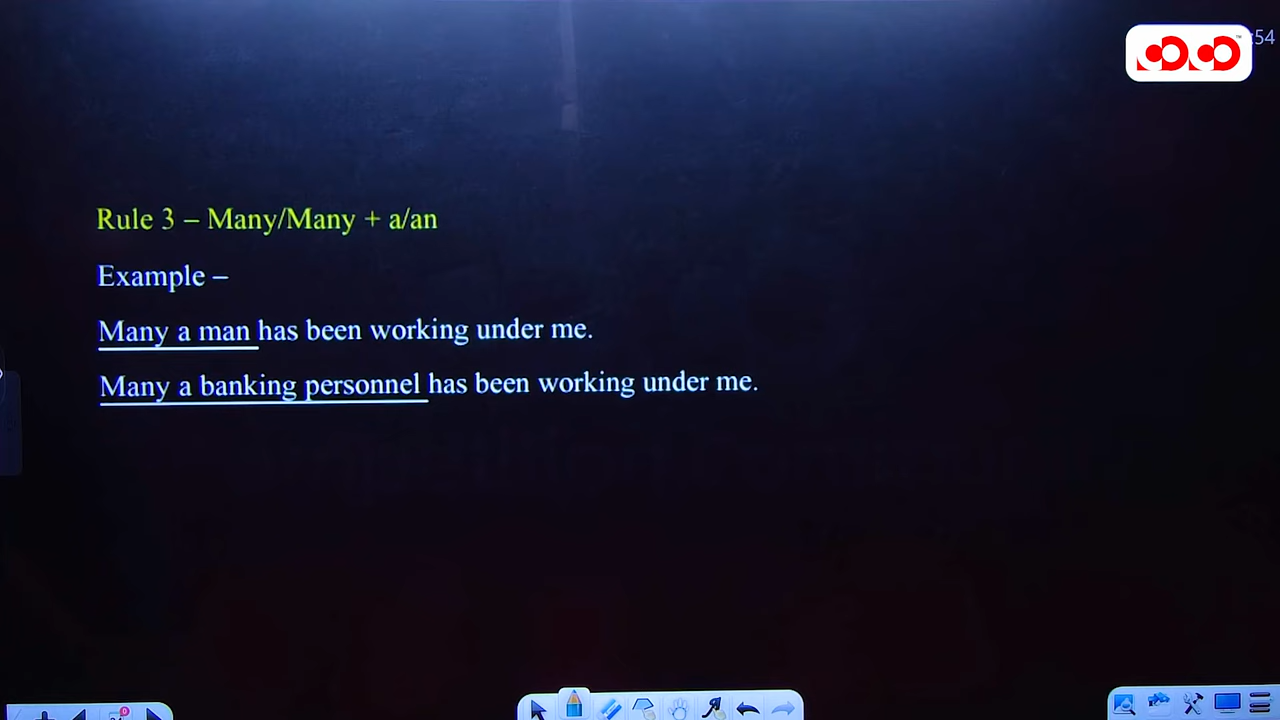 :54
Rule 3 – Many/Many + a/an
Example –
Many a man has been working under me.
Many a banking personnel has been working under me.